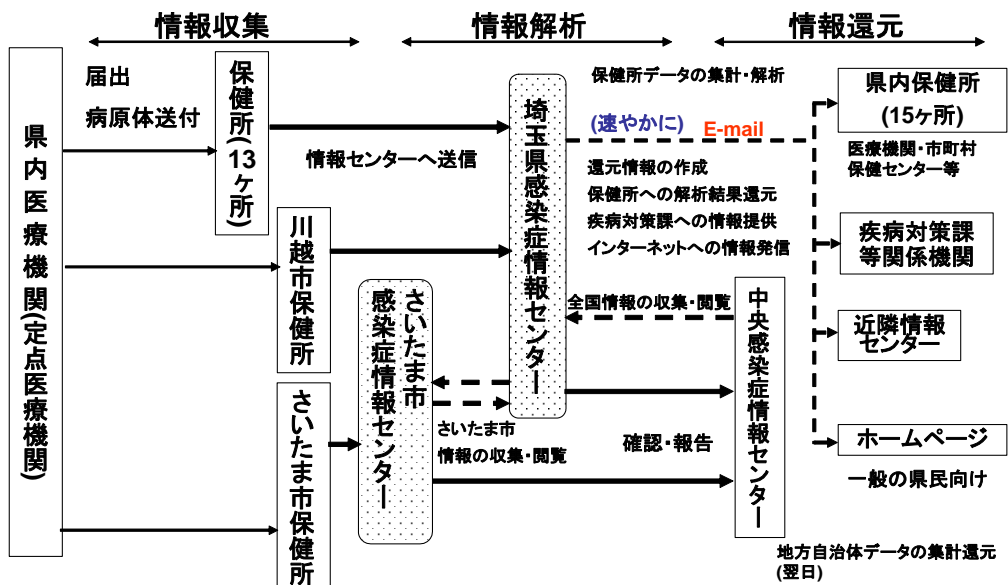 情報収集
情報解析
情報還元
県内医療機関(定点医療機関)
届出
病原体送付
保健所(13ヶ所)
川越市保健所
さいたま市保健所
情報センターへ送信
さいたま市
感染症情報センター
埼玉県感染症情報センター
保健所データの集計・解析
(速やかに) E-mail
還元情報の作成
保健所への解析結果還元
疾病対策課への情報提供
インターネットへの情報発信
全国情報の収集・閲覧
さいたま市
情報の収集・閲覧
確認・報告
中央感染症情報センター
県内保健所
(15ヶ所)
医療機関・市町村
保健センター等
疾病対策課
等関係機関
近隣情報
センター
ホームページ
一般の県民向け
地方自治体データの集計還元
(翌日)